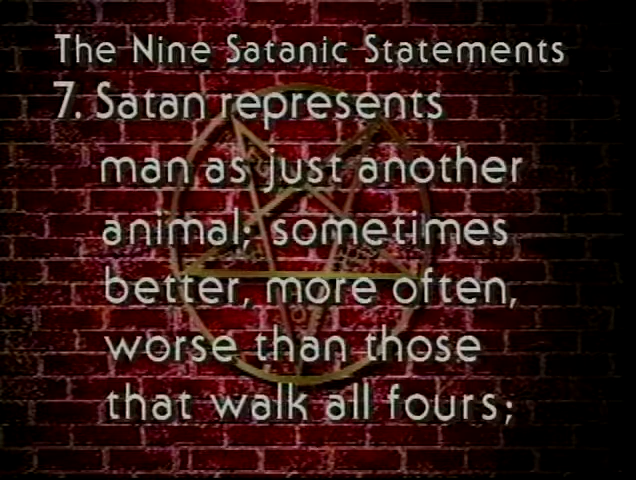 The Nine Satanic Statements
7. Satan represents
man as just another
animal; sometimes
better, more often,
worse than those
that walk all fours;